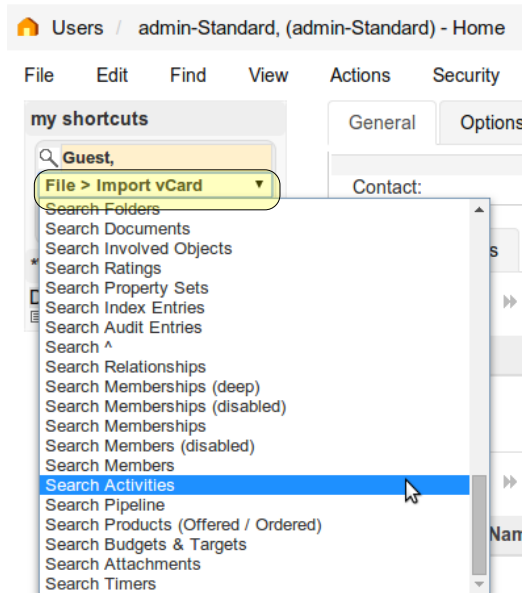 Users / admin-Standard, (admin-Standard) - Home
File Edit Find View Actions Security
my shortcuts
General Options
Guest,
File > Import vCard
Contact:
Search Folders
Search Documents
Search Involved Objects
Search Ratings
Search Property Sets
Search Index Entries
Search Audit Entries
Search ^
Search Relationships
Search Memberships (deep)
Search Memberships (disabled)
Search Memberships
Search Members (disabled)
Search Members
Search Activities
Search Pipeline
Search Products (Offered / Ordered)
Search Budgets & Targets
Search Attachments
Search Timers